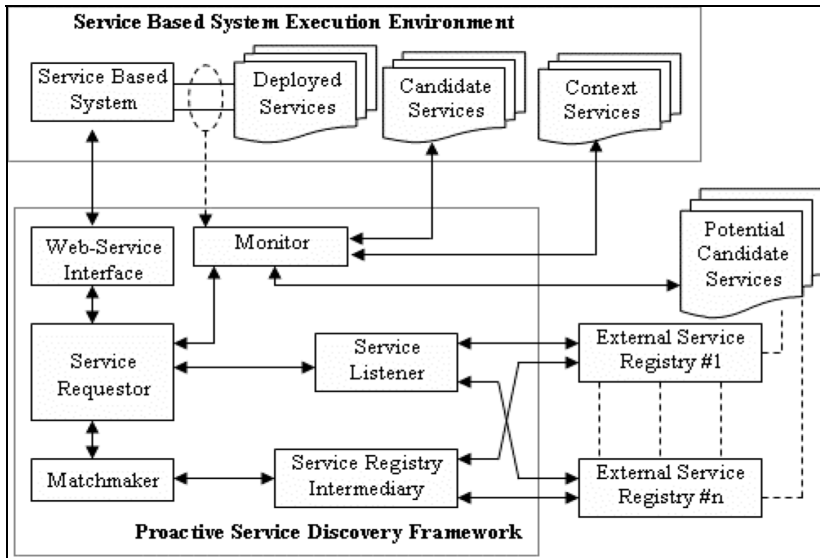 Service Based System Execution Environment
Service Based
System
Deployed
Services
Candidate
Services
Context
Services
Web-Service
Interface
Monitor
Potential
Candidate
Services
Service
Requestor
Service
Listener
External Service
Registry #1
Matchmaker
Service Registry
Intermediary
External Service
Registry #n
Proactive Service Discovery Framework